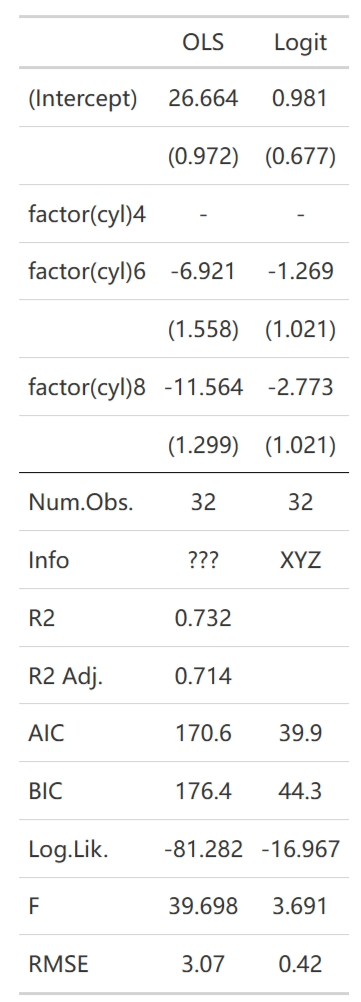 OLS Logit
(Intercept) 26.664 0.981
(0.972) (0.677)
factor(cyl)4 - -
factor(cyl)6 -6.921 -1.269
(1.558) (1.021)
factor(cyl)8 -11.564 -2.773
(1.299) (1.021)
Num.Obs. 32 32
Info ??? XYZ
R2 0.732
R2 Adj. 0.714
AIC 170.6 39.9
BIC 176.4 44.3
Log.Lik. -81.282 -16.967
F 39.698 3.691
RMSE 3.07 0.42